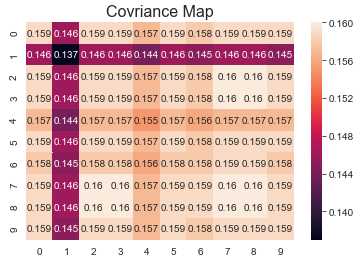 Covriance Map
0 0.159 0.146 0.159 0.159 0.157 0.159 0.158 0.159 0.159 0.159
1 0.146 0.137 0.146 0.146 0.144 0.146 0.145 0.146 0.146 0.145
2 0.159 0.146 0.159 0.159 0.157 0.159 0.158 0.16 0.16 0.159
3 0.159 0.146 0.159 0.159 0.157 0.159 0.158 0.16 0.16 0.159
4 0.157 0.144 0.157 0.157 0.155 0.157 0.156 0.157 0.157 0.157
5 0.159 0.146 0.159 0.159 0.157 0.159 0.158 0.159 0.159 0.159
6 0.158 0.145 0.158 0.158 0.156 0.158 0.158 0.159 0.159 0.158
7 0.159 0.146 0.16 0.16 0.157 0.159 0.159 0.16 0.16 0.159
8 0.159 0.146 0.16 0.16 0.157 0.159 0.159 0.16 0.16 0.159
9 0.159 0.145 0.159 0.159 0.157 0.159 0.158 0.159 0.159 0.159
0 1 2 3 4 5 6 7 8 9
0.160
0.156
0.152
0.148
0.144
0.140